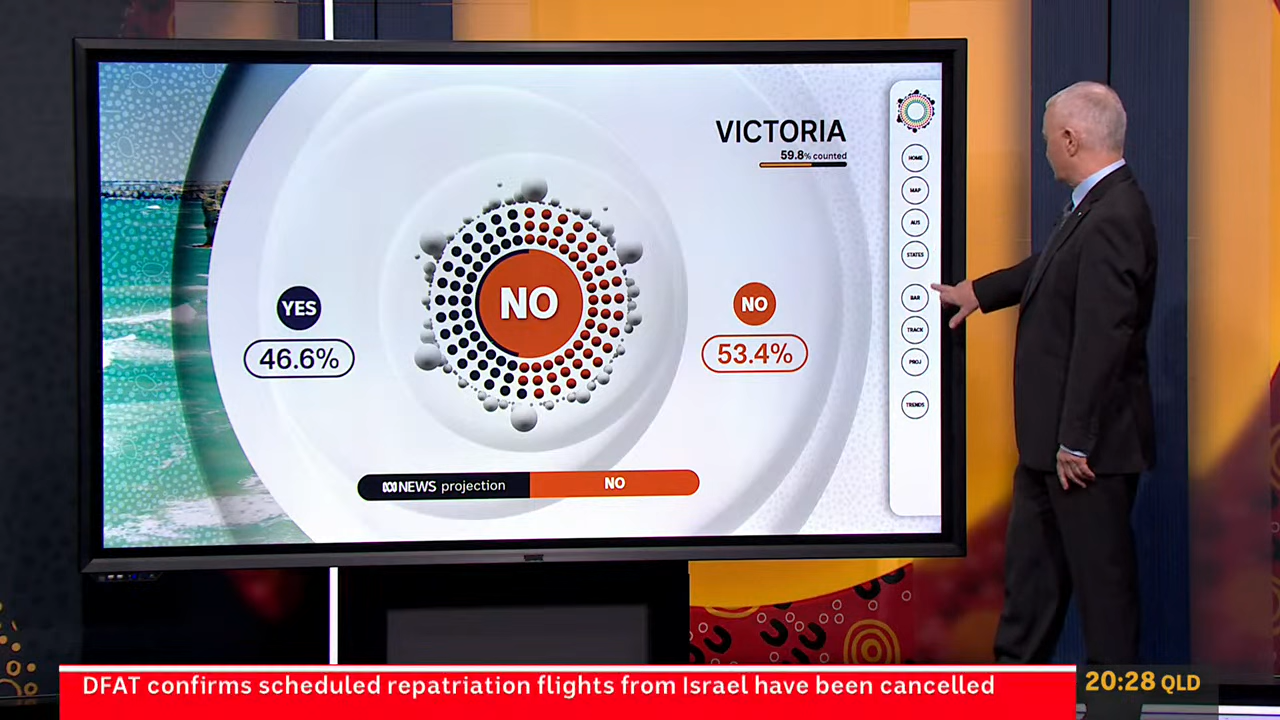 VICTORIA
59.8% counted
HOME
MAP
AUS
STATES
BAR
TRACK
PROJ
TRENDS
YES
46.6%
NO
NO
53.4%
ABC NEWS projection
NO
DFAT confirms scheduled repatriation flights from Israel have been cancelled
20:28 QLD